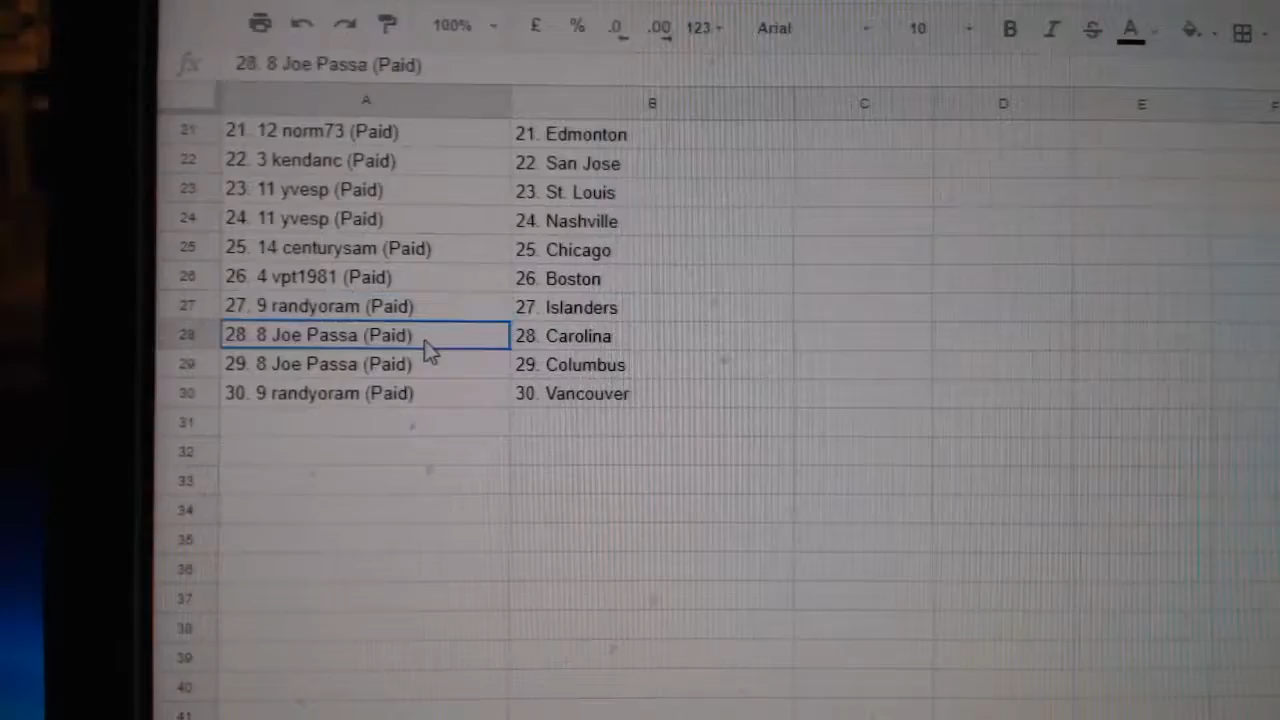 100% £ % .0 .00 123 Arial 10 B I S A
fx 28. 8 Joe Passa (Paid)
A B C D E
21 21. 12 norm73 (Paid) 21. Edmonton
22 22. 3 kendanc (Paid) 22. San Jose
23 23. 11 yvesp (Paid) 23. St. Louis
24 24. 11 yvesp (Paid) 24. Nashville
25 25. 14 centurysam (Paid) 25. Chicago
26 26. 4 vpt1981 (Paid) 26. Boston
27 27. 9 randyoram (Paid) 27. Islanders
28 28. 8 Joe Passa (Paid) 28. Carolina
29 29. 8 Joe Passa (Paid) 29. Columbus
30 30. 9 randyoram (Paid) 30. Vancouver
31
32
33
34
35
36
37
38
39
40
41